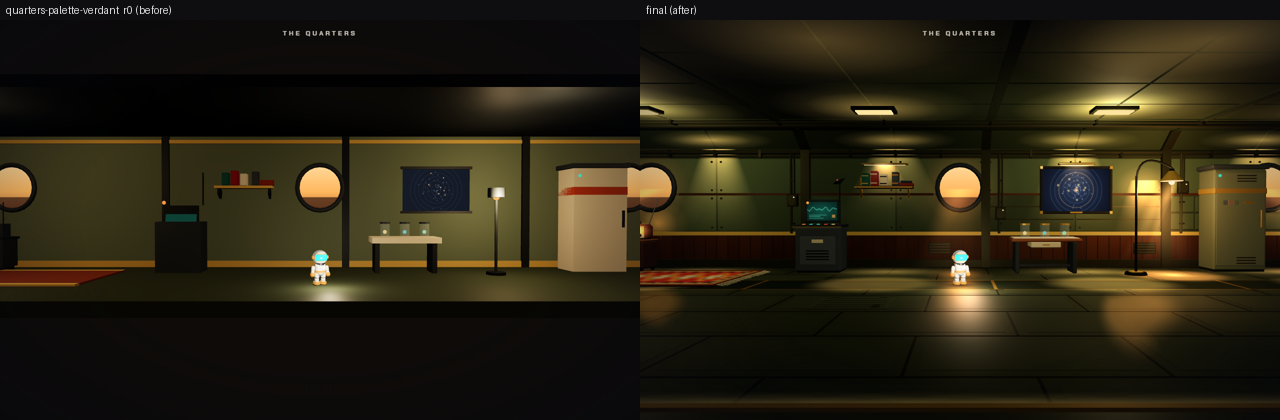 quarters-palette-verdant r0 (before)
final (after)
THE QUARTERS
THE QUARTERS